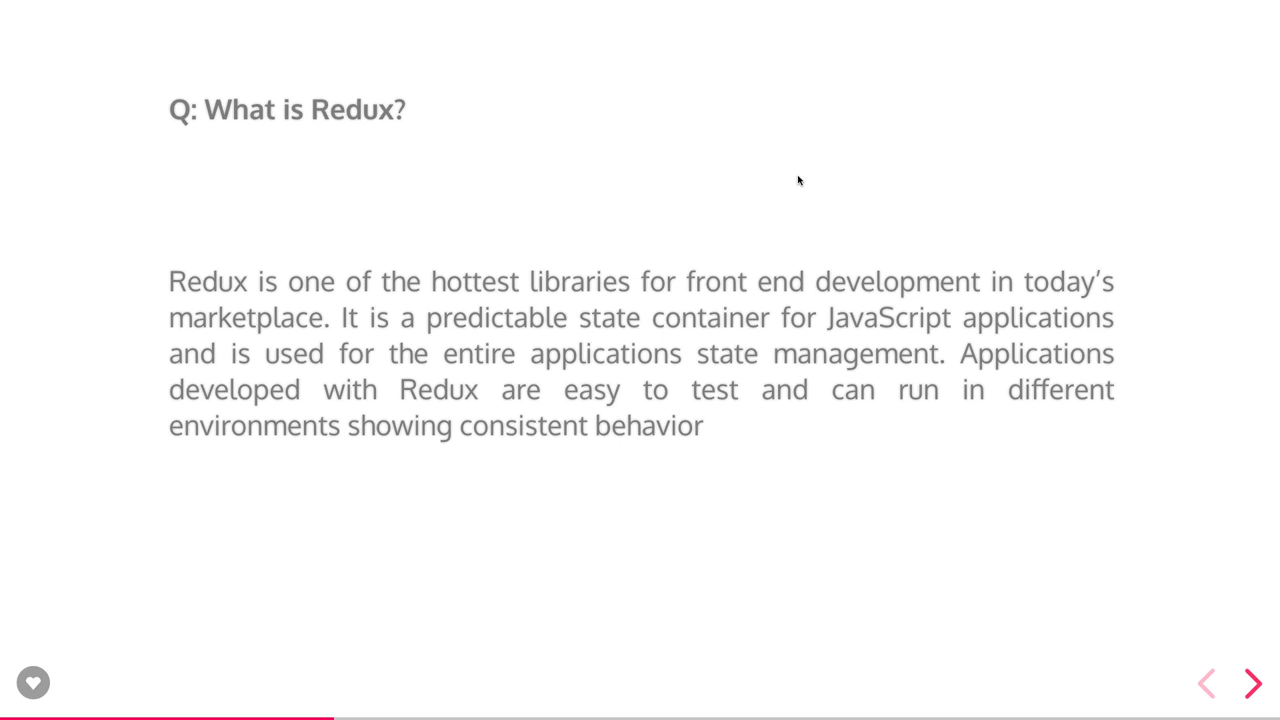 Q: What is Redux?
Redux is one of the hottest libraries for front end development in today’s
marketplace. It is a predictable state container for JavaScript applications
and is used for the entire applications state management. Applications
developed with Redux are easy to test and can run in different
environments showing consistent behavior